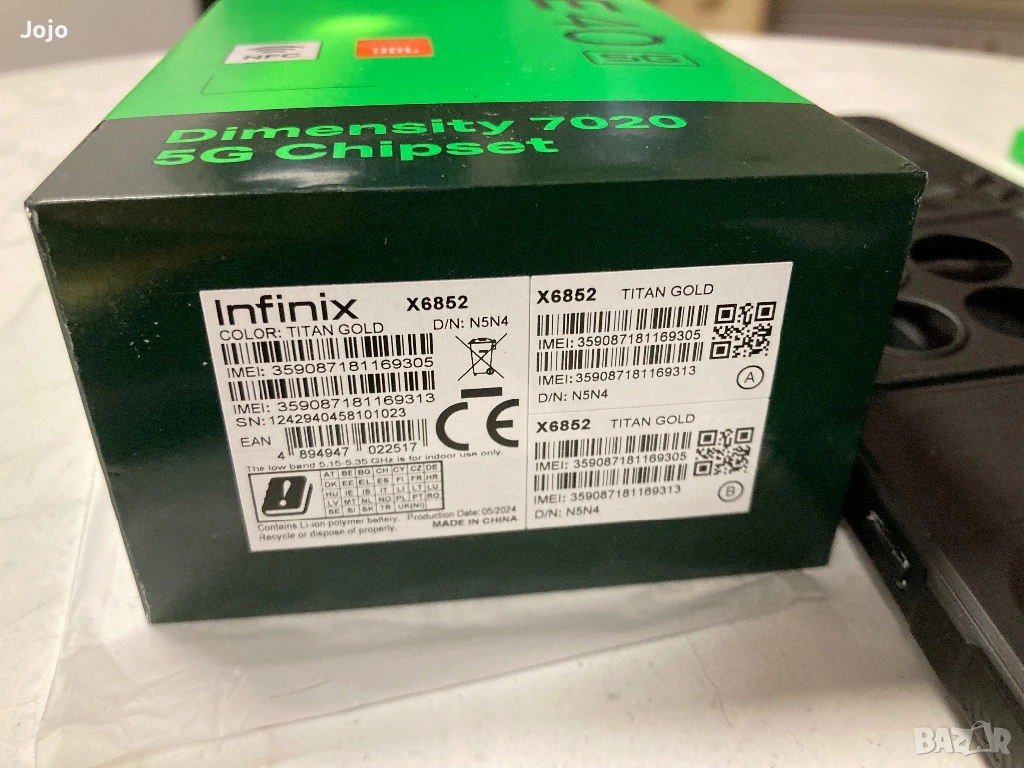 Jojo
NFC
JBL
E40
5G
Dimensity 7020
5G Chipset
Infinix X6852
COLOR: TITAN GOLD D/N: N5N4
IMEI: 359087181169305
IMEI: 359087181169313
SN: 1242940458101023
EAN
4 894947 022517
CE
The low band 5.15-5.35 GHz is for indoor use only.
AT BE BG CH CY CZ DE
DK EE EL ES FI FR HR
HU IE IS IT LI LT LU
LV MT NL NO PL PT RO
SE SI SK TR UK(NI)
Contains Li-ion polymer battery. Production Date: 05/2024
Recycle or dispose of properly. MADE IN CHINA
X6852 TITAN GOLD
IMEI: 359087181169305
IMEI: 359087181169313
D/N: N5N4
A
X6852 TITAN GOLD
IMEI: 359087181169305
IMEI: 359087181169313
D/N: N5N4
B
BAZAR